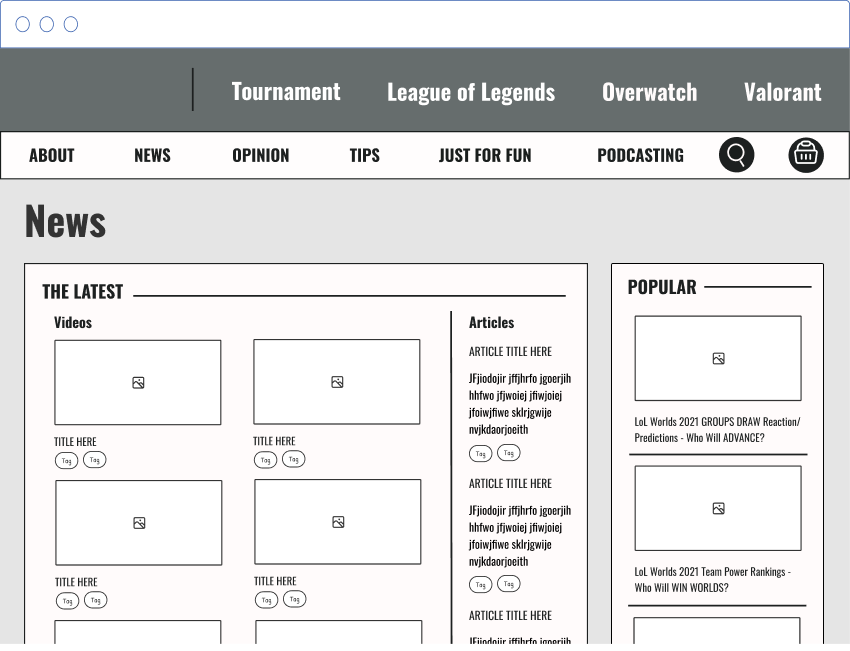 Tournament League of Legends Overwatch Valorant
ABOUT NEWS OPINION TIPS JUST FOR FUN PODCASTING
News
THE LATEST
Videos
TITLE HERE
Tag Tag
TITLE HERE
Tag Tag
TITLE HERE
Tag Tag
TITLE HERE
Tag Tag
Articles
ARTICLE TITLE HERE
JFjiodojir jffjhrfo jgoerjih
hhfwo jfjwoiej jfiwjoiej
jfoiwjfiwe sklrjgwije
nvjkdaorjoeith
Tag Tag
ARTICLE TITLE HERE
JFjiodojir jffjhrfo jgoerjih
hhfwo jfjwoiej jfiwjoiej
jfoiwjfiwe sklrjgwije
nvjkdaorjoeith
Tag Tag
ARTICLE TITLE HERE
JFjiodojir jffjhrfo jgoerjih
POPULAR
LoL Worlds 2021 GROUPS DRAW Reaction/
Predictions - Who Will ADVANCE?
LoL Worlds 2021 Team Power Rankings -
Who Will WIN WORLDS?